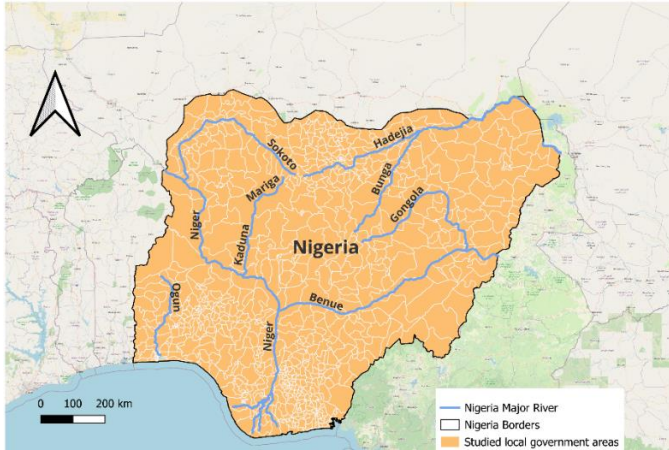 Sokoto
Hadejia
Mariga
Bunga
Gongola
Niger
Kaduna
Nigeria
Ogun
Benue
Niger
0 100 200 km
Nigeria Major River
Nigeria Borders
Studied local government areas